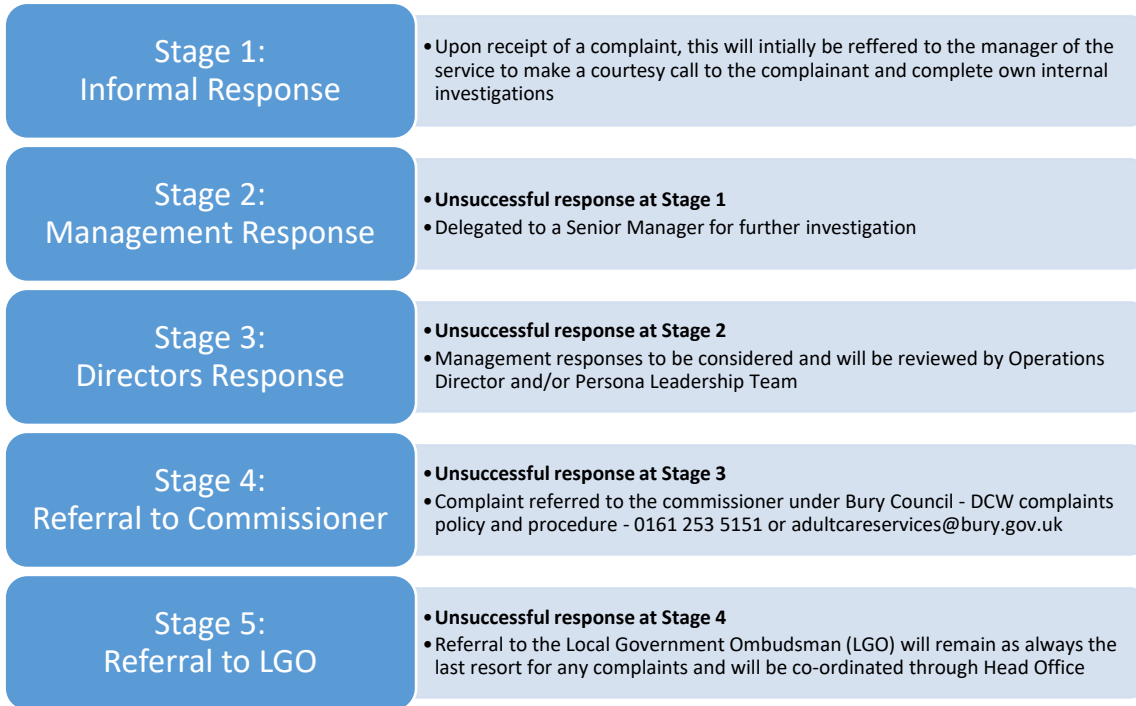 Stage 1:
Informal Response
•Upon receipt of a complaint, this will intially be reffered to the manager of the
service to make a courtesy call to the complainant and complete own internal
investigations
Stage 2:
Management Response
•Unsuccessful response at Stage 1
•Delegated to a Senior Manager for further investigation
Stage 3:
Directors Response
•Unsuccessful response at Stage 2
•Management responses to be considered and will be reviewed by Operations
Director and/or Persona Leadership Team
Stage 4:
Referral to Commissioner
•Unsuccessful response at Stage 3
•Complaint referred to the commissioner under Bury Council - DCW complaints
policy and procedure - 0161 253 5151 or adultcareservices@bury.gov.uk
Stage 5:
Referral to LGO
•Unsuccessful response at Stage 4
•Referral to the Local Government Ombudsman (LGO) will remain as always the
last resort for any complaints and will be co-ordinated through Head Office